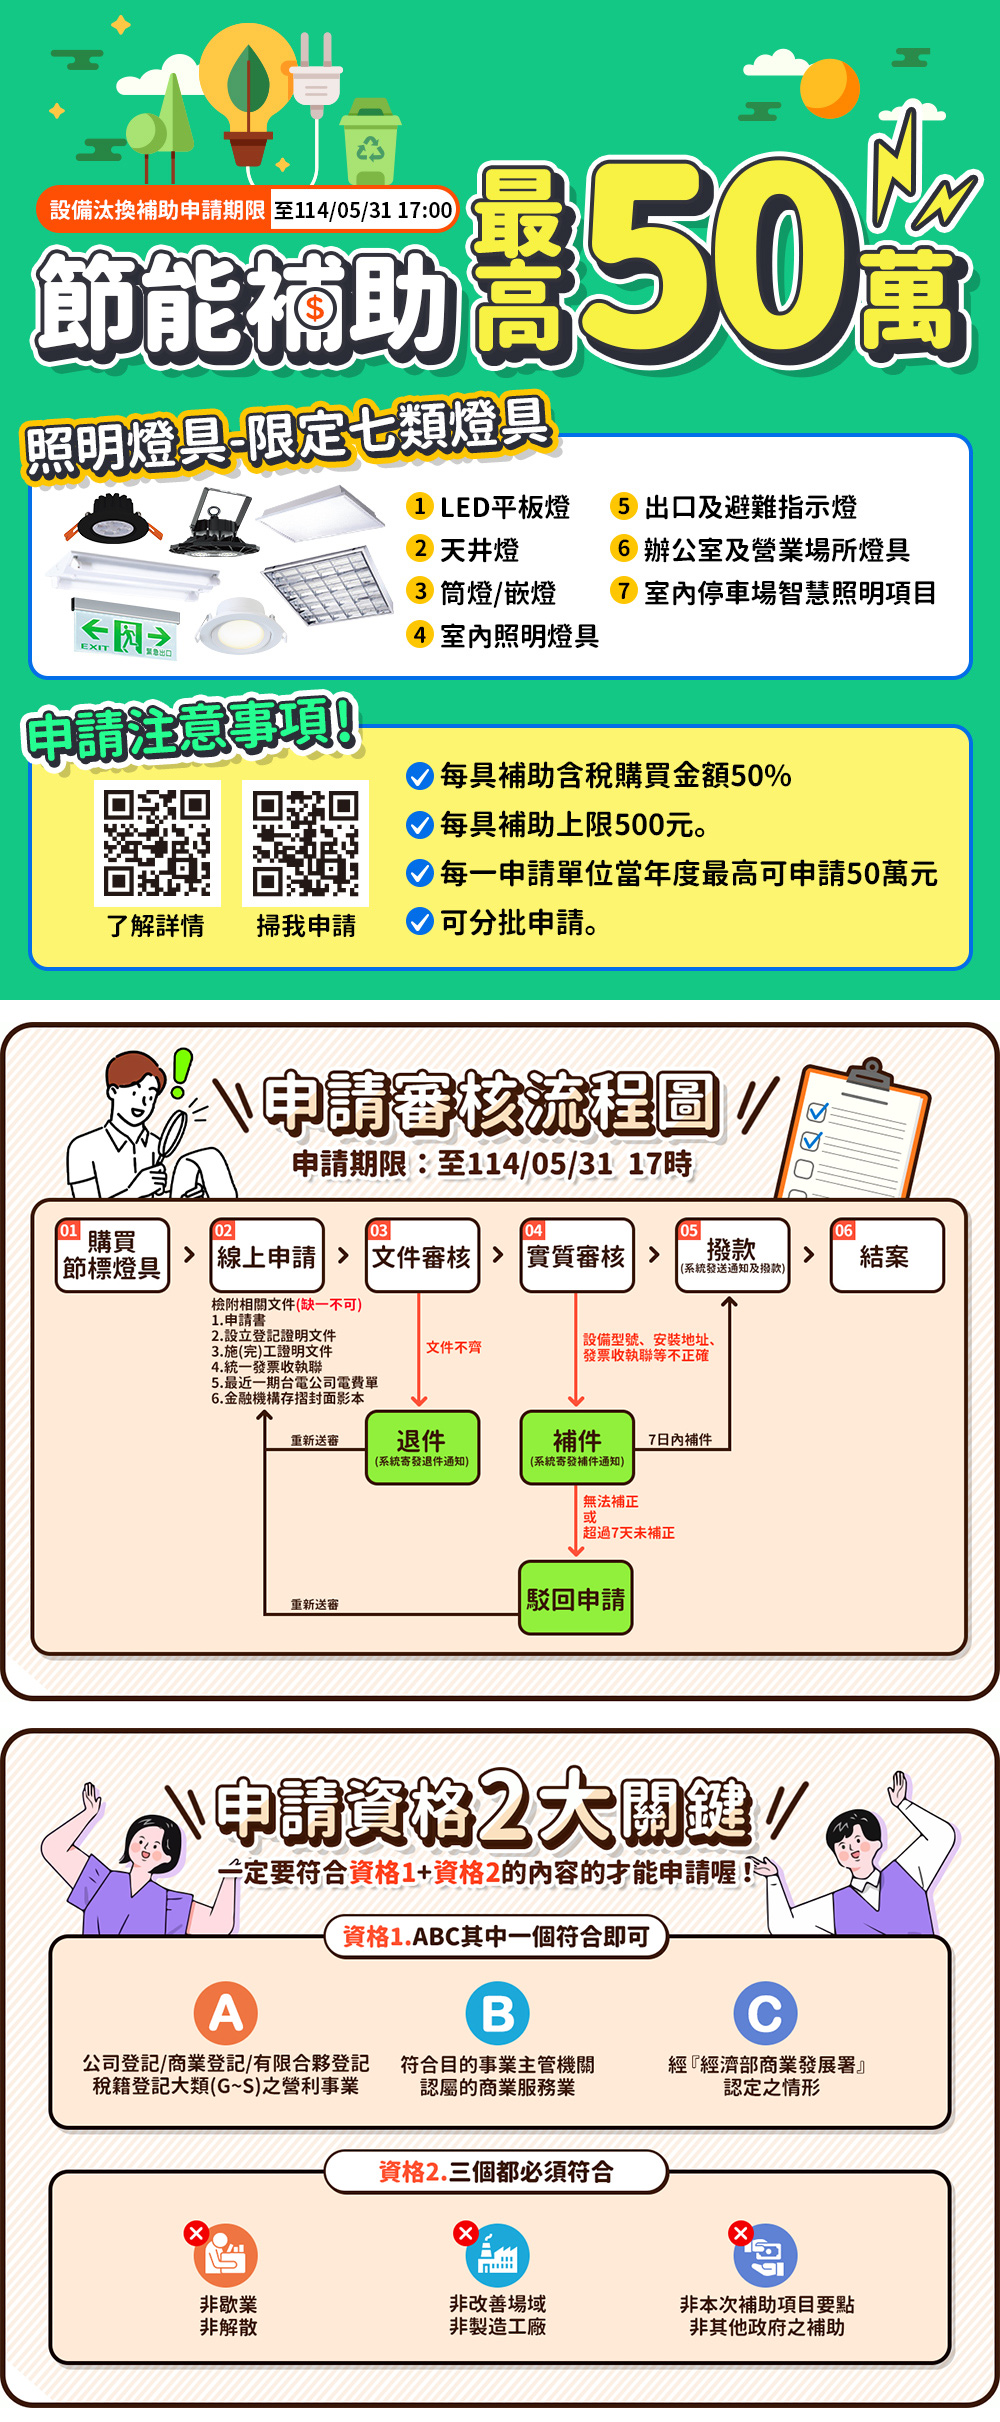 設備汰換補助申請期限 至114/05/31 17:00
節能補助 最高50萬
$
照明燈具-限定七類燈具
1 LED平板燈
2 天井燈
3 筒燈/嵌燈
4 室內照明燈具
5 出口及避難指示燈
6 辦公室及營業場所燈具
7 室內停車場智慧照明項目
EXIT 緊急出口
申請注意事項!
了解詳情
掃我申請
每具補助含稅購買金額50%
每具補助上限500元。
每一申請單位當年度最高可申請50萬元
可分批申請。
申請審核流程圖
申請期限：至114/05/31 17時
01 購買
節標燈具
02 線上申請
03 文件審核
04 實質審核
05 撥款
(系統發送通知及撥款)
06 結案
檢附相關文件(缺一不可)
1.申請書
2.設立登記證明文件
3.施(完)工證明文件
4.統一發票收執聯
5.最近一期台電公司電費單
6.金融機構存摺封面影本
文件不齊
設備型號、安裝地址、
發票收執聯等不正確
重新送審
退件
(系統寄發退件通知)
補件
(系統寄發補件通知)
7日內補件
無法補正
或
超過7天未補正
駁回申請
重新送審
申請資格2大關鍵
一定要符合資格1+資格2的內容的才能申請喔！
資格1.ABC其中一個符合即可
A
公司登記/商業登記/有限合夥登記
稅籍登記大類(G~S)之營利事業
B
符合目的事業主管機關
認屬的商業服務業
C
經『經濟部商業發展署』
認定之情形
資格2.三個都必須符合
非歇業
非解散
非改善場域
非製造工廠
非本次補助項目要點
非其他政府之補助